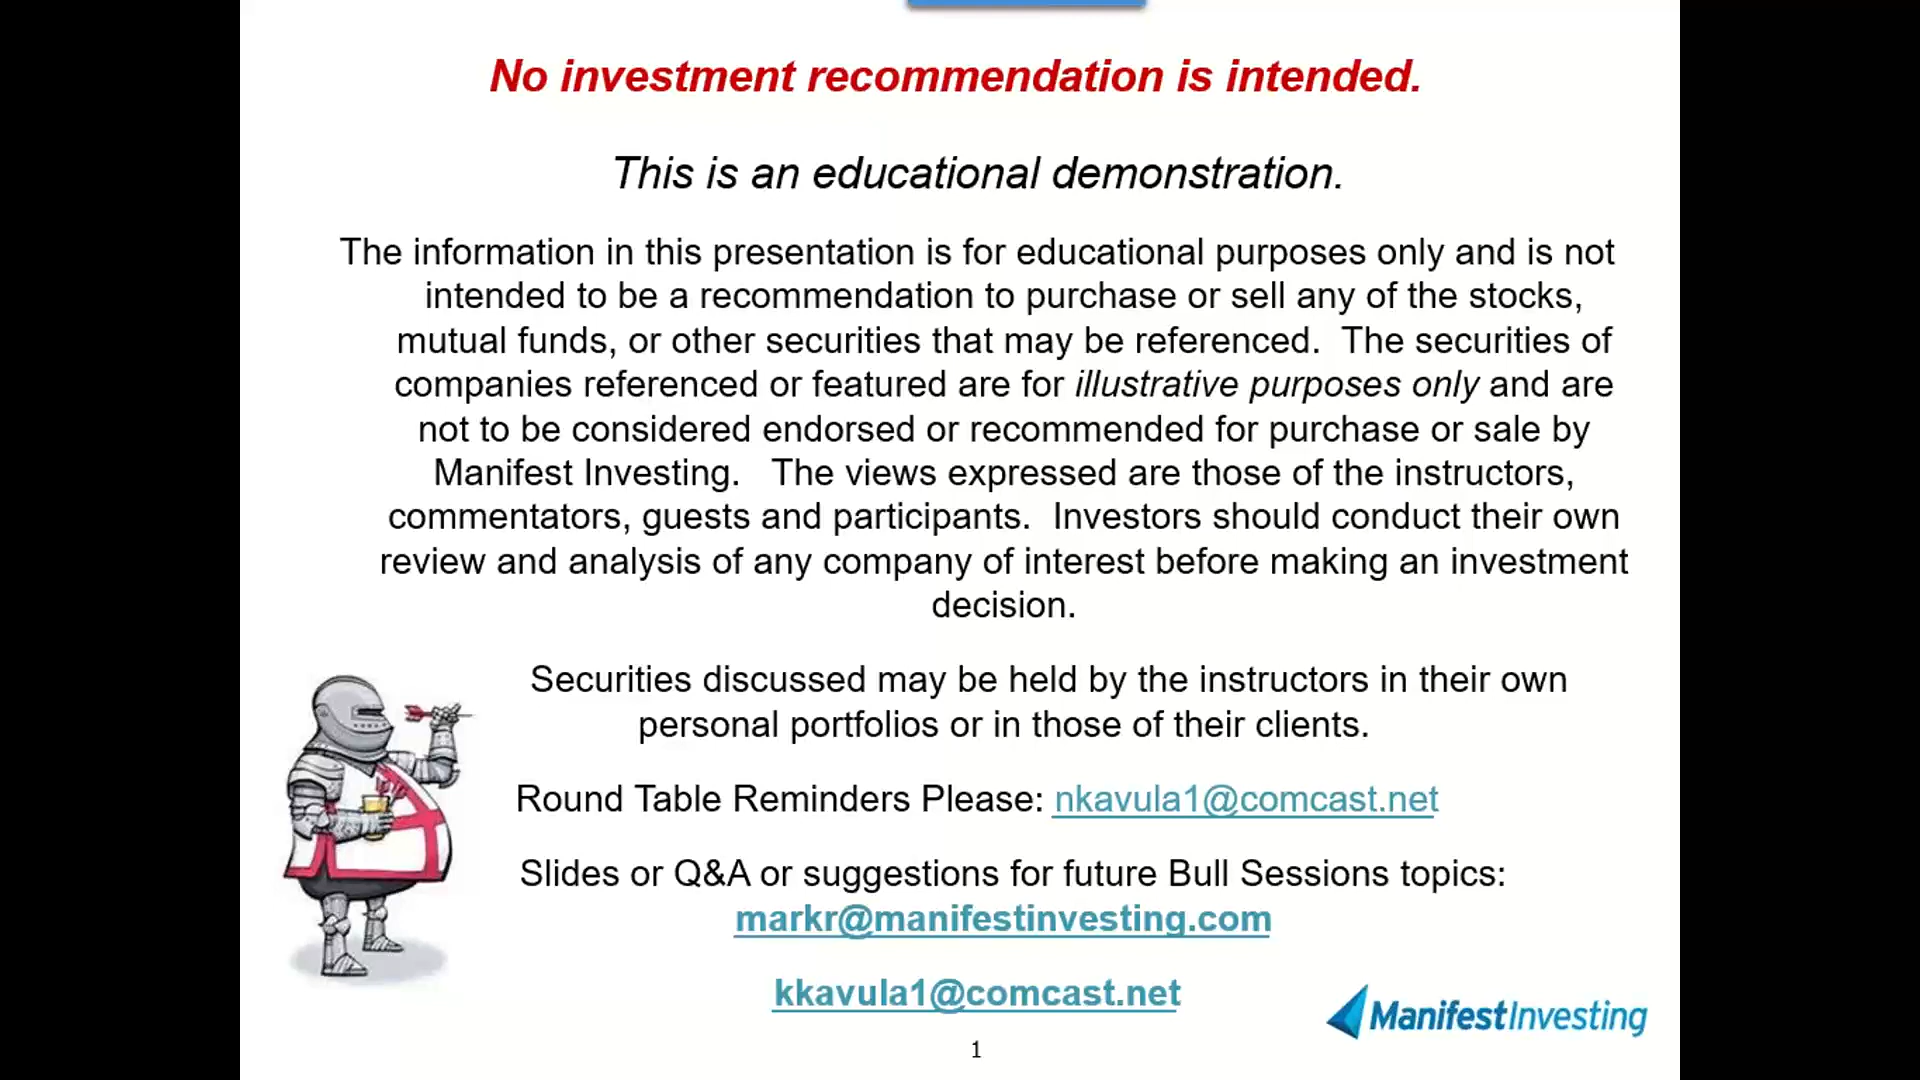 No investment recommendation is intended.
This is an educational demonstration.
The information in this presentation is for educational purposes only and is not
intended to be a recommendation to purchase or sell any of the stocks,
mutual funds, or other securities that may be referenced.  The securities of
companies referenced or featured are for illustrative purposes only and are
not to be considered endorsed or recommended for purchase or sale by
Manifest Investing.   The views expressed are those of the instructors,
commentators, guests and participants.  Investors should conduct their own
review and analysis of any company of interest before making an investment
decision.
Securities discussed may be held by the instructors in their own
personal portfolios or in those of their clients.
Round Table Reminders Please: nkavula1@comcast.net
Slides or Q&A or suggestions for future Bull Sessions topics:
markr@manifestinvesting.com
kkavula1@comcast.net
ManifestInvesting
1